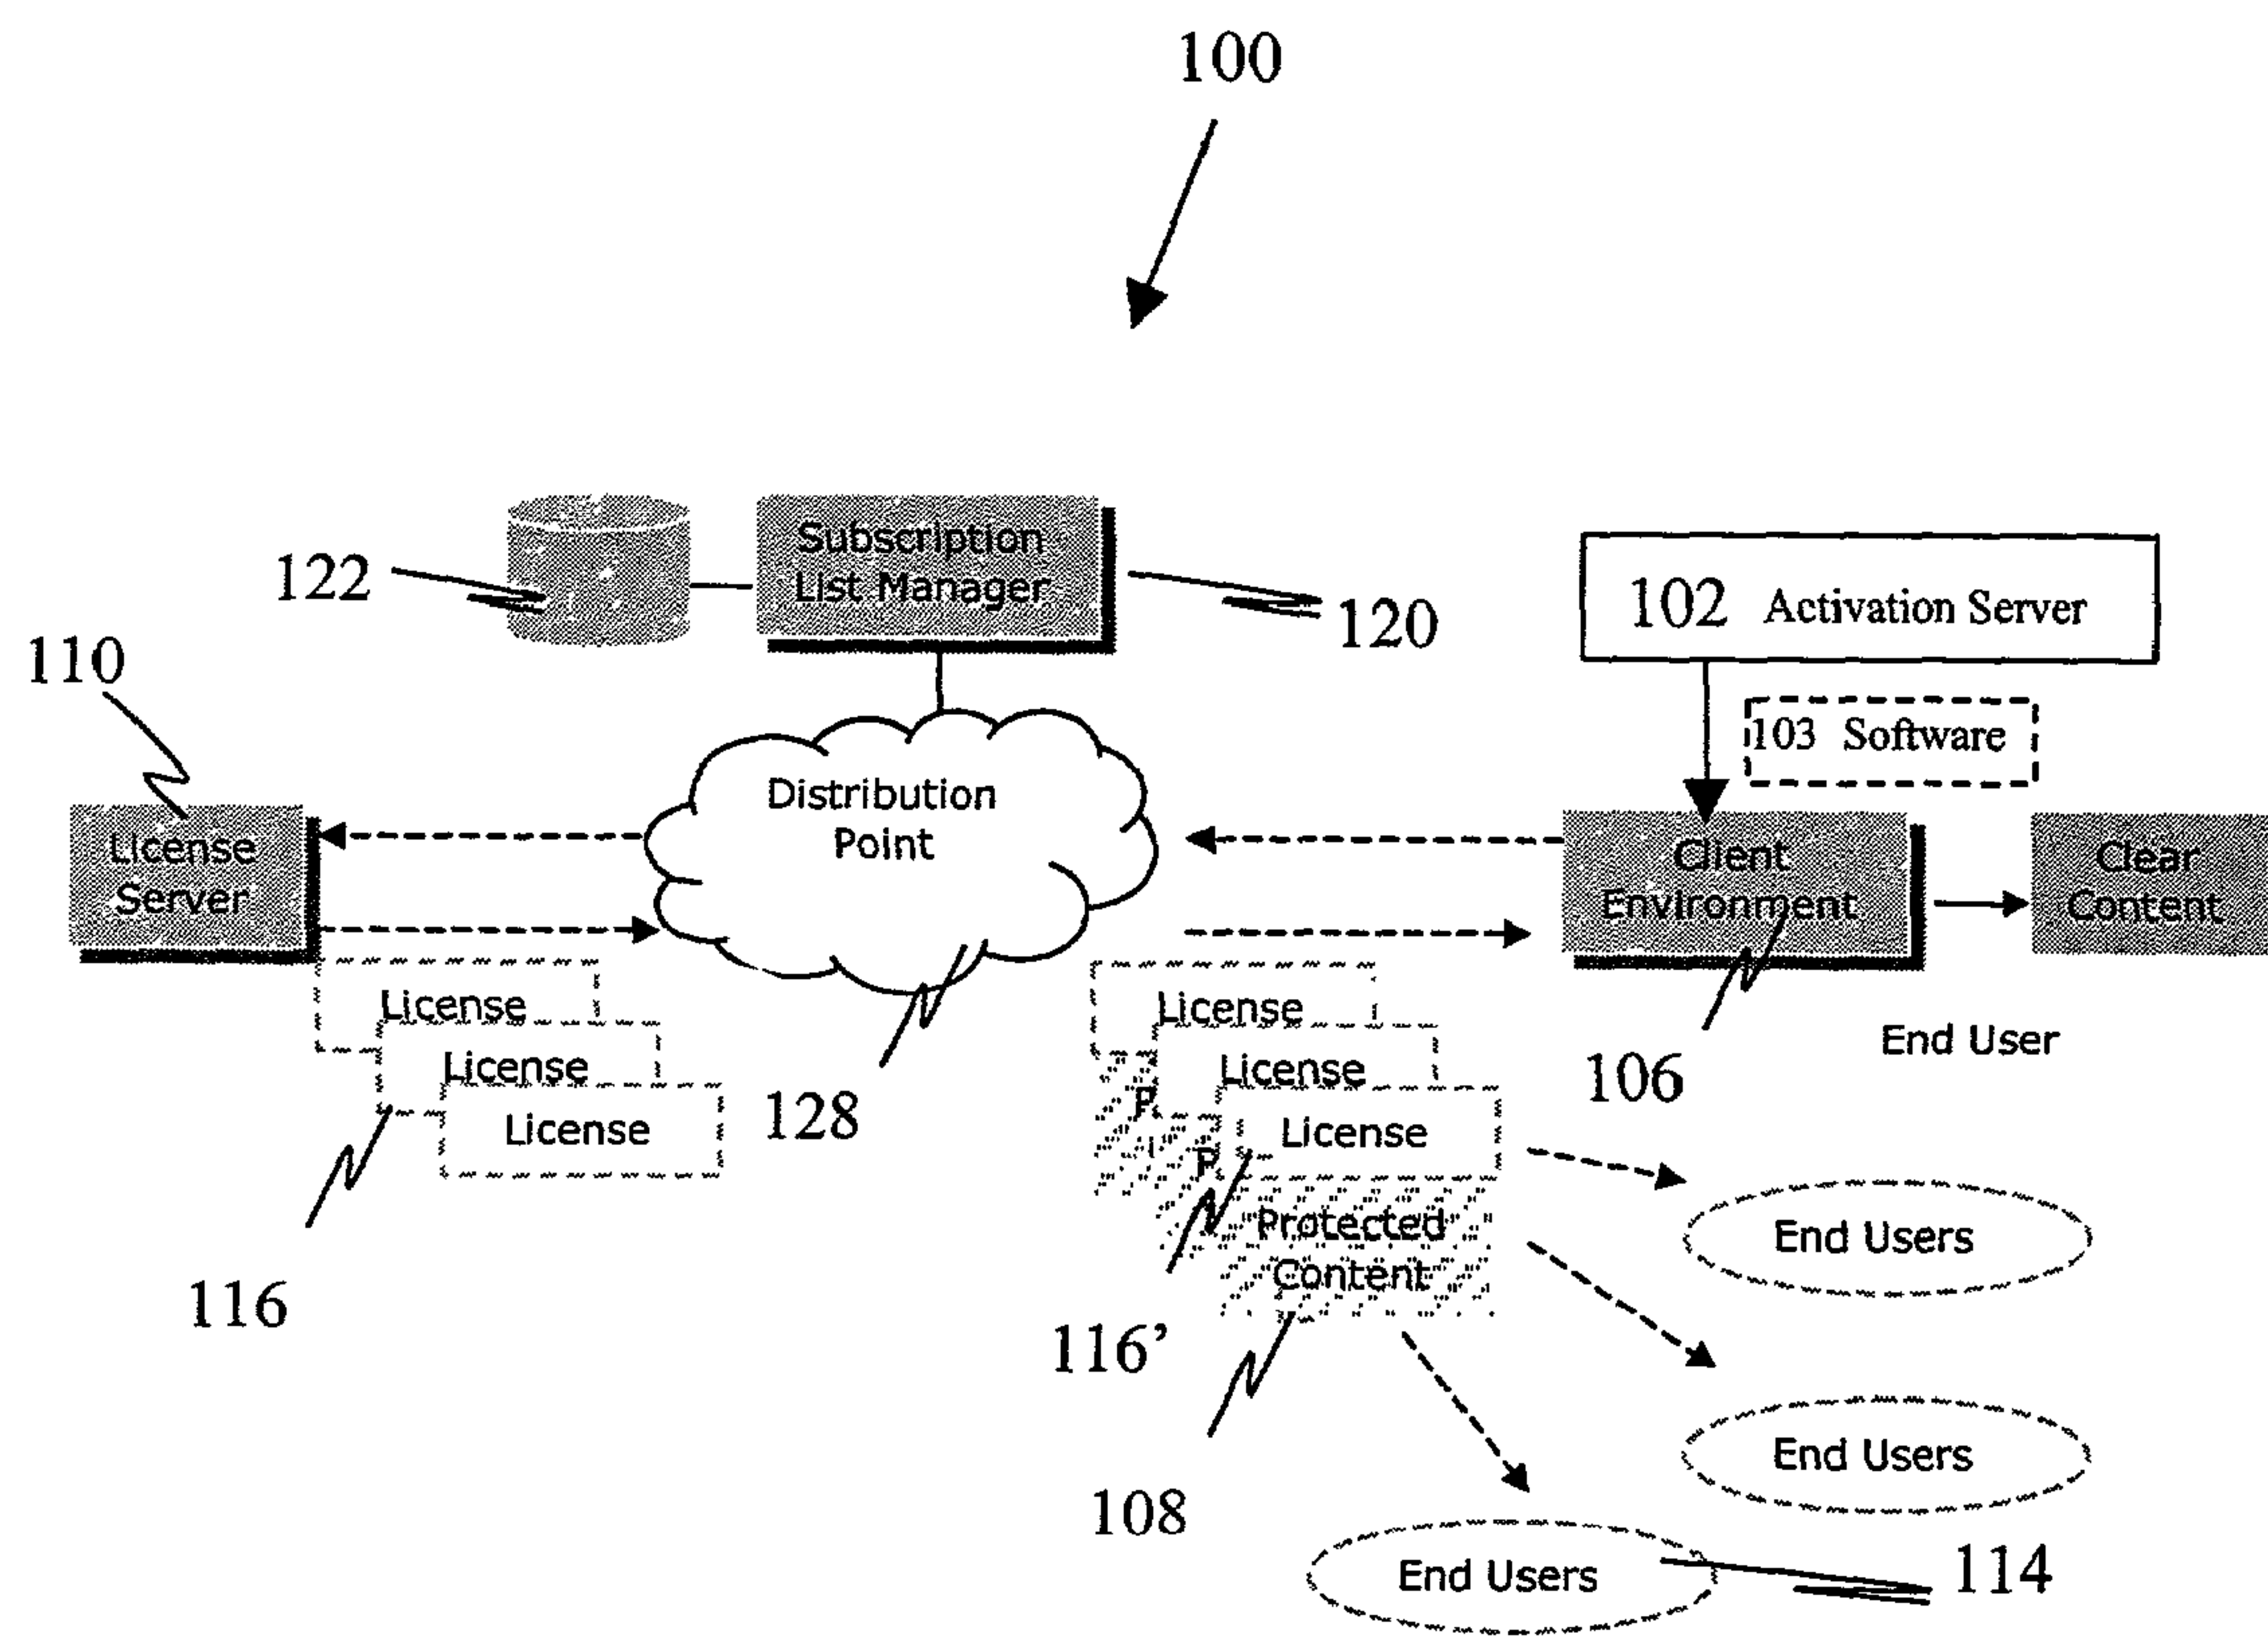 100
Subscription
List Manager
122
120
102 Activation Server
110
103 Software
Distribution
Point
License
Server
Client
Environment
Clear
Content
License
License
License
License
License
License
End User
106
128
P
P
Protected
Content
End Users
116
116’
End Users
108
End Users
114